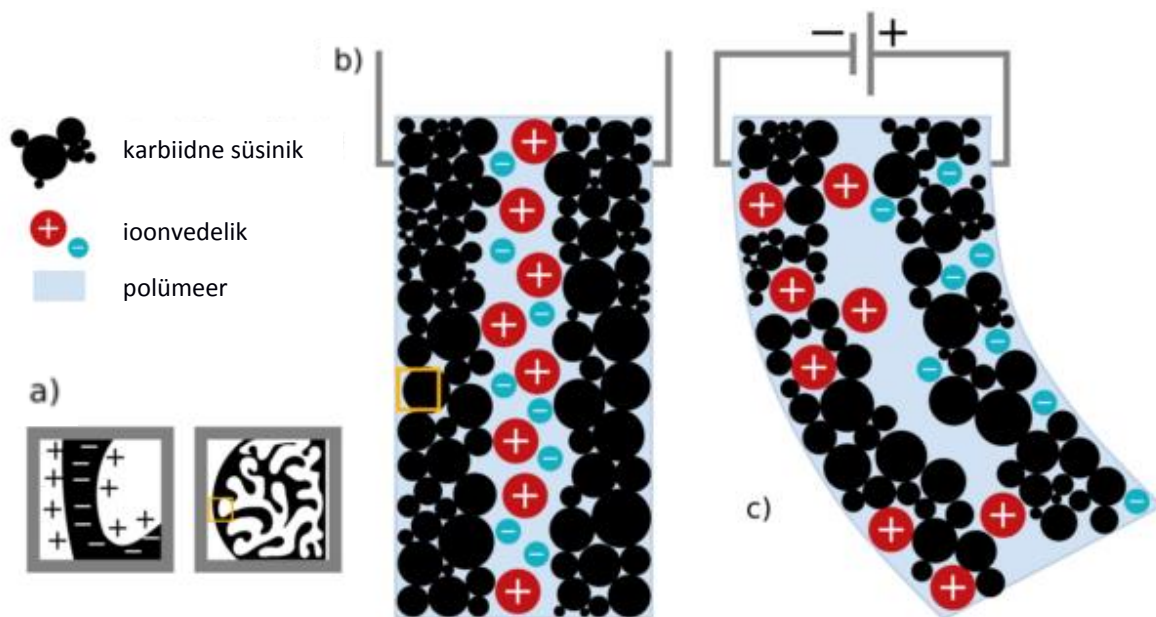 b)
− +
karbiidne süsinik
ioonvedelik
polümeer
a)
c)